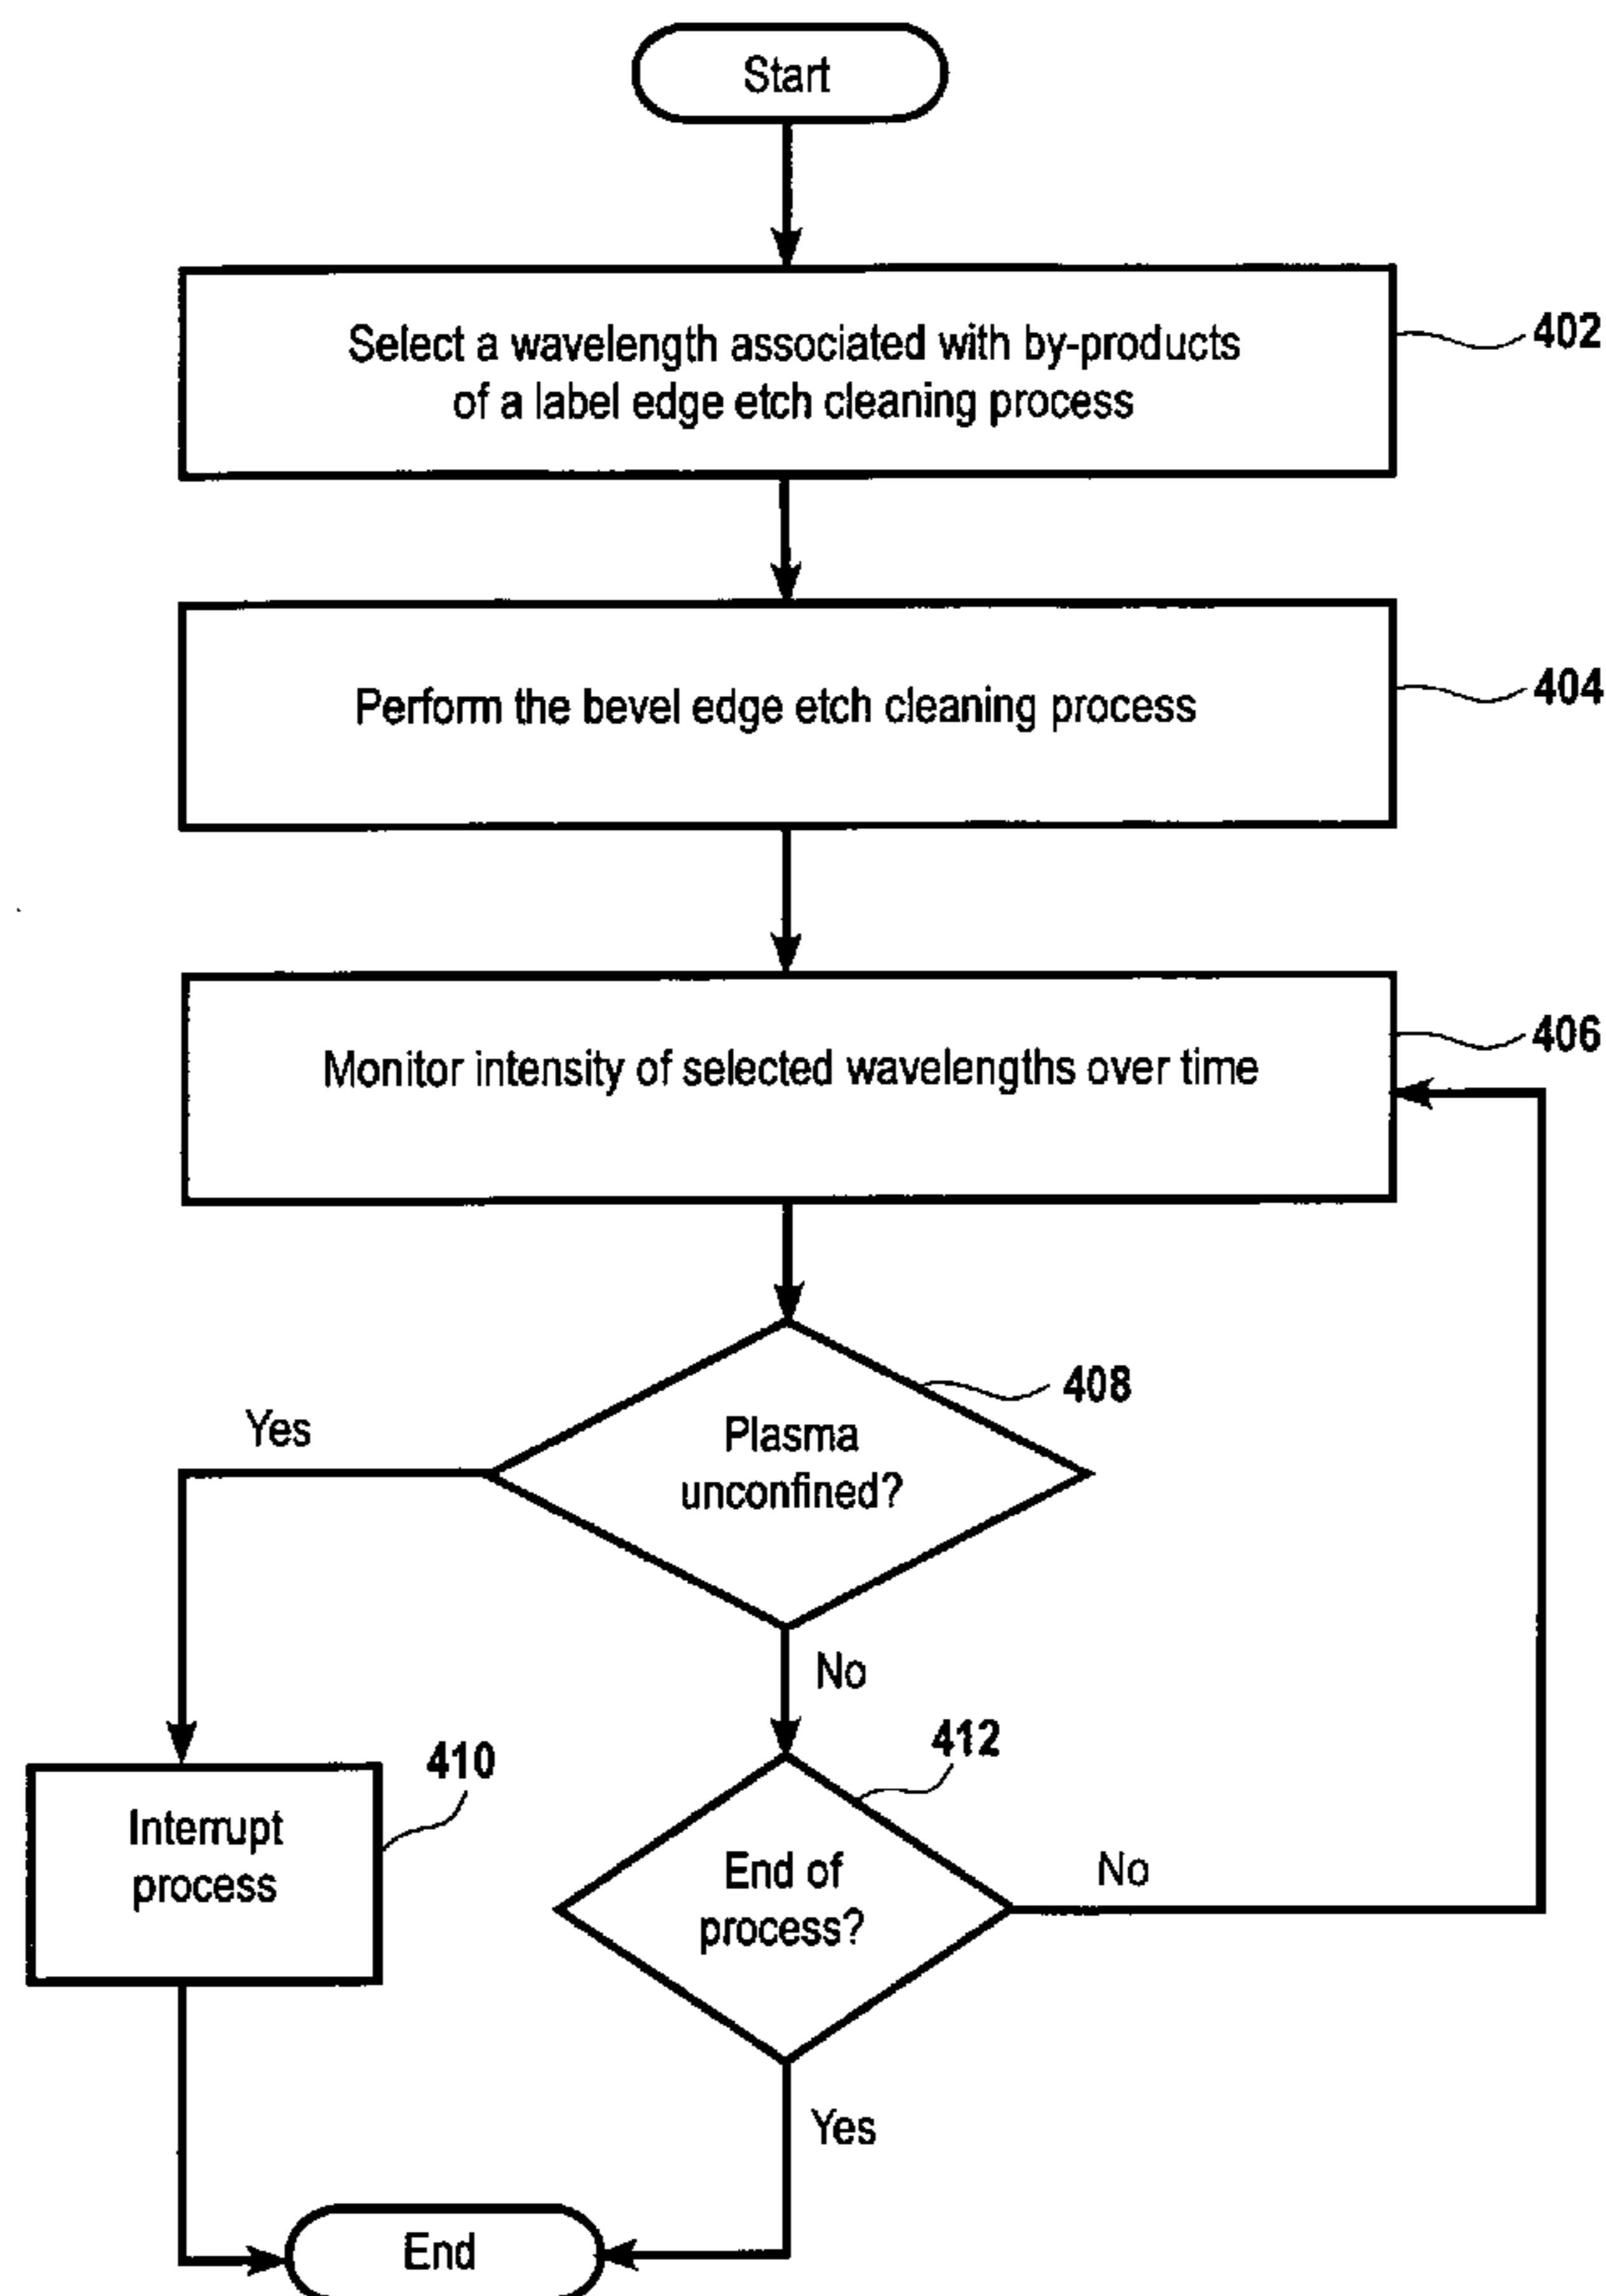 Start
Select a wavelength associated with by-products
of a label edge etch cleaning process
402
Perform the bevel edge etch cleaning process
404
Monitor intensity of selected wavelengths over time
406
Plasma
unconfined?
408
Yes
No
Interrupt
process
410
End of
process?
412
No
Yes
End